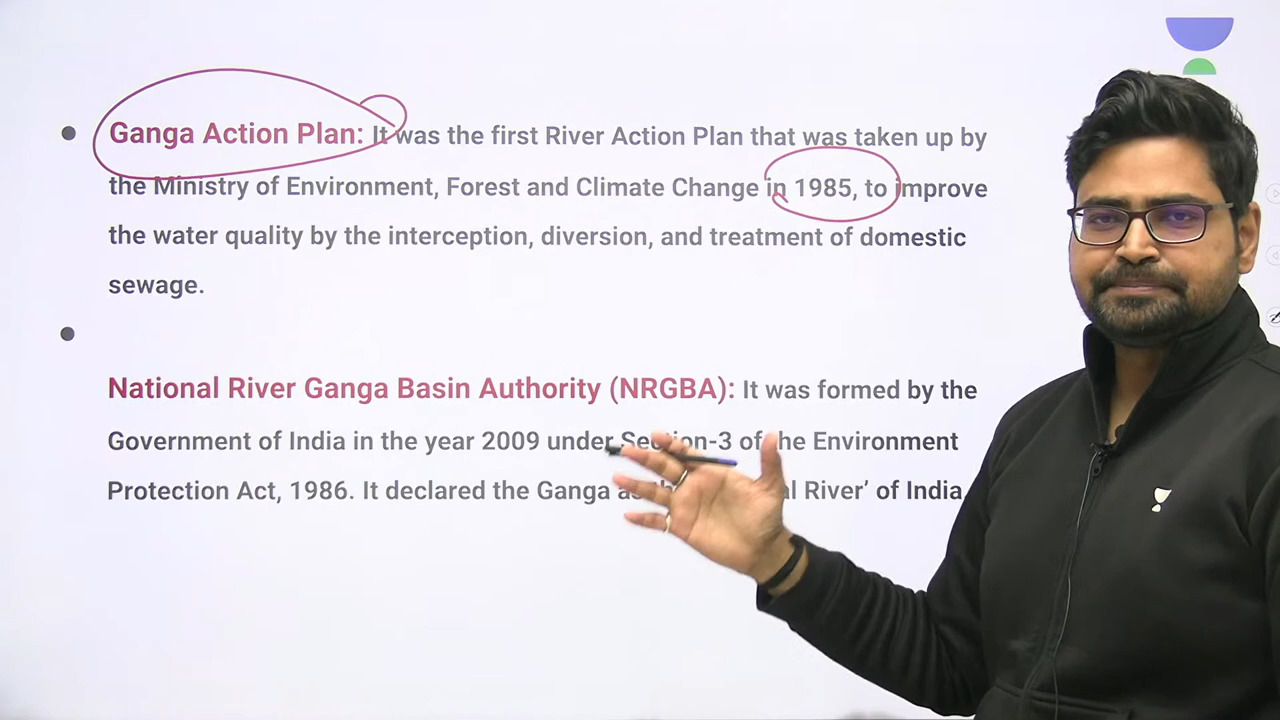 Ganga Action Plan: It was the first River Action Plan that was taken up by
the Ministry of Environment, Forest and Climate Change in 1985, to improve
the water quality by the interception, diversion, and treatment of domestic
sewage.
National River Ganga Basin Authority (NRGBA): It was formed by the
Government of India in the year 2009 under Section-3 of the Environment
Protection Act, 1986. It declared the Ganga as River’ of India